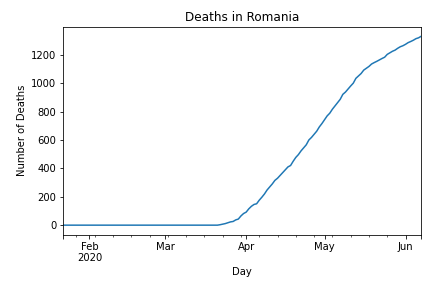 Deaths in Romania
Number of Deaths
1200
1000
800
600
400
200
0
Feb
2020
Mar
Apr
May
Jun
Day